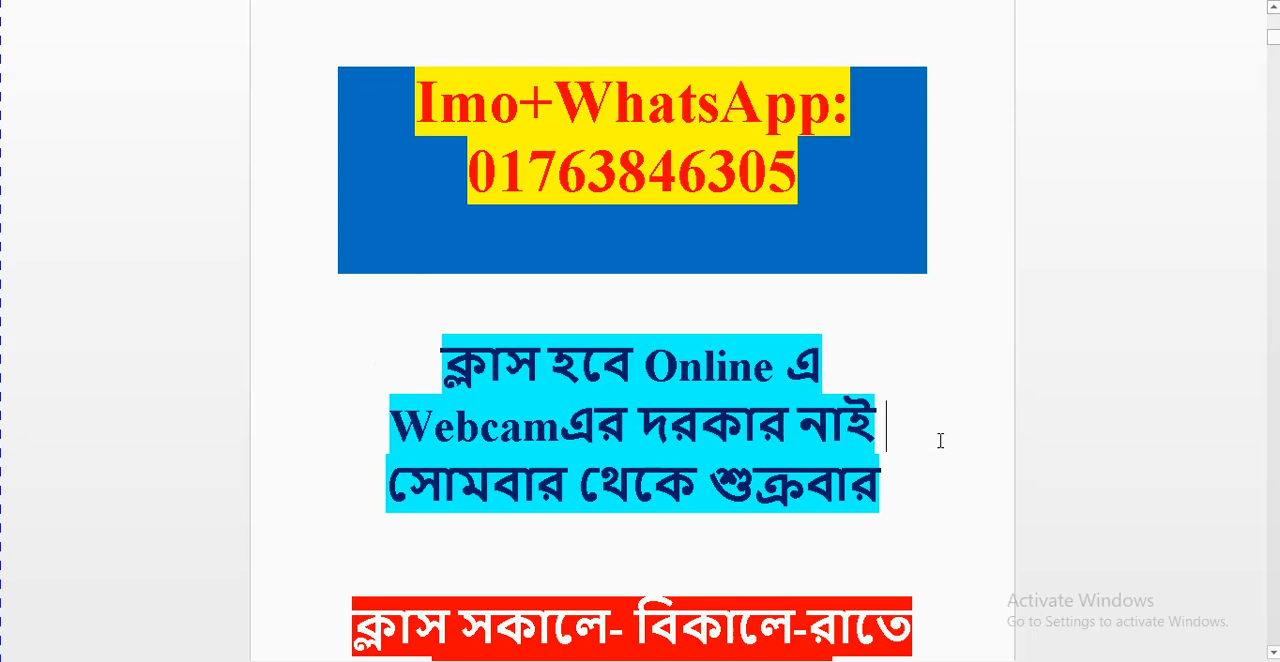 Imo+WhatsApp:
01763846305
ক্লাস হবে Online এ
Webcamএর দরকার নাই
সোমবার থেকে শুক্রবার
ক্লাস সকালে- বিকালে-রাতে
Activate Windows
Go to Settings to activate Windows.